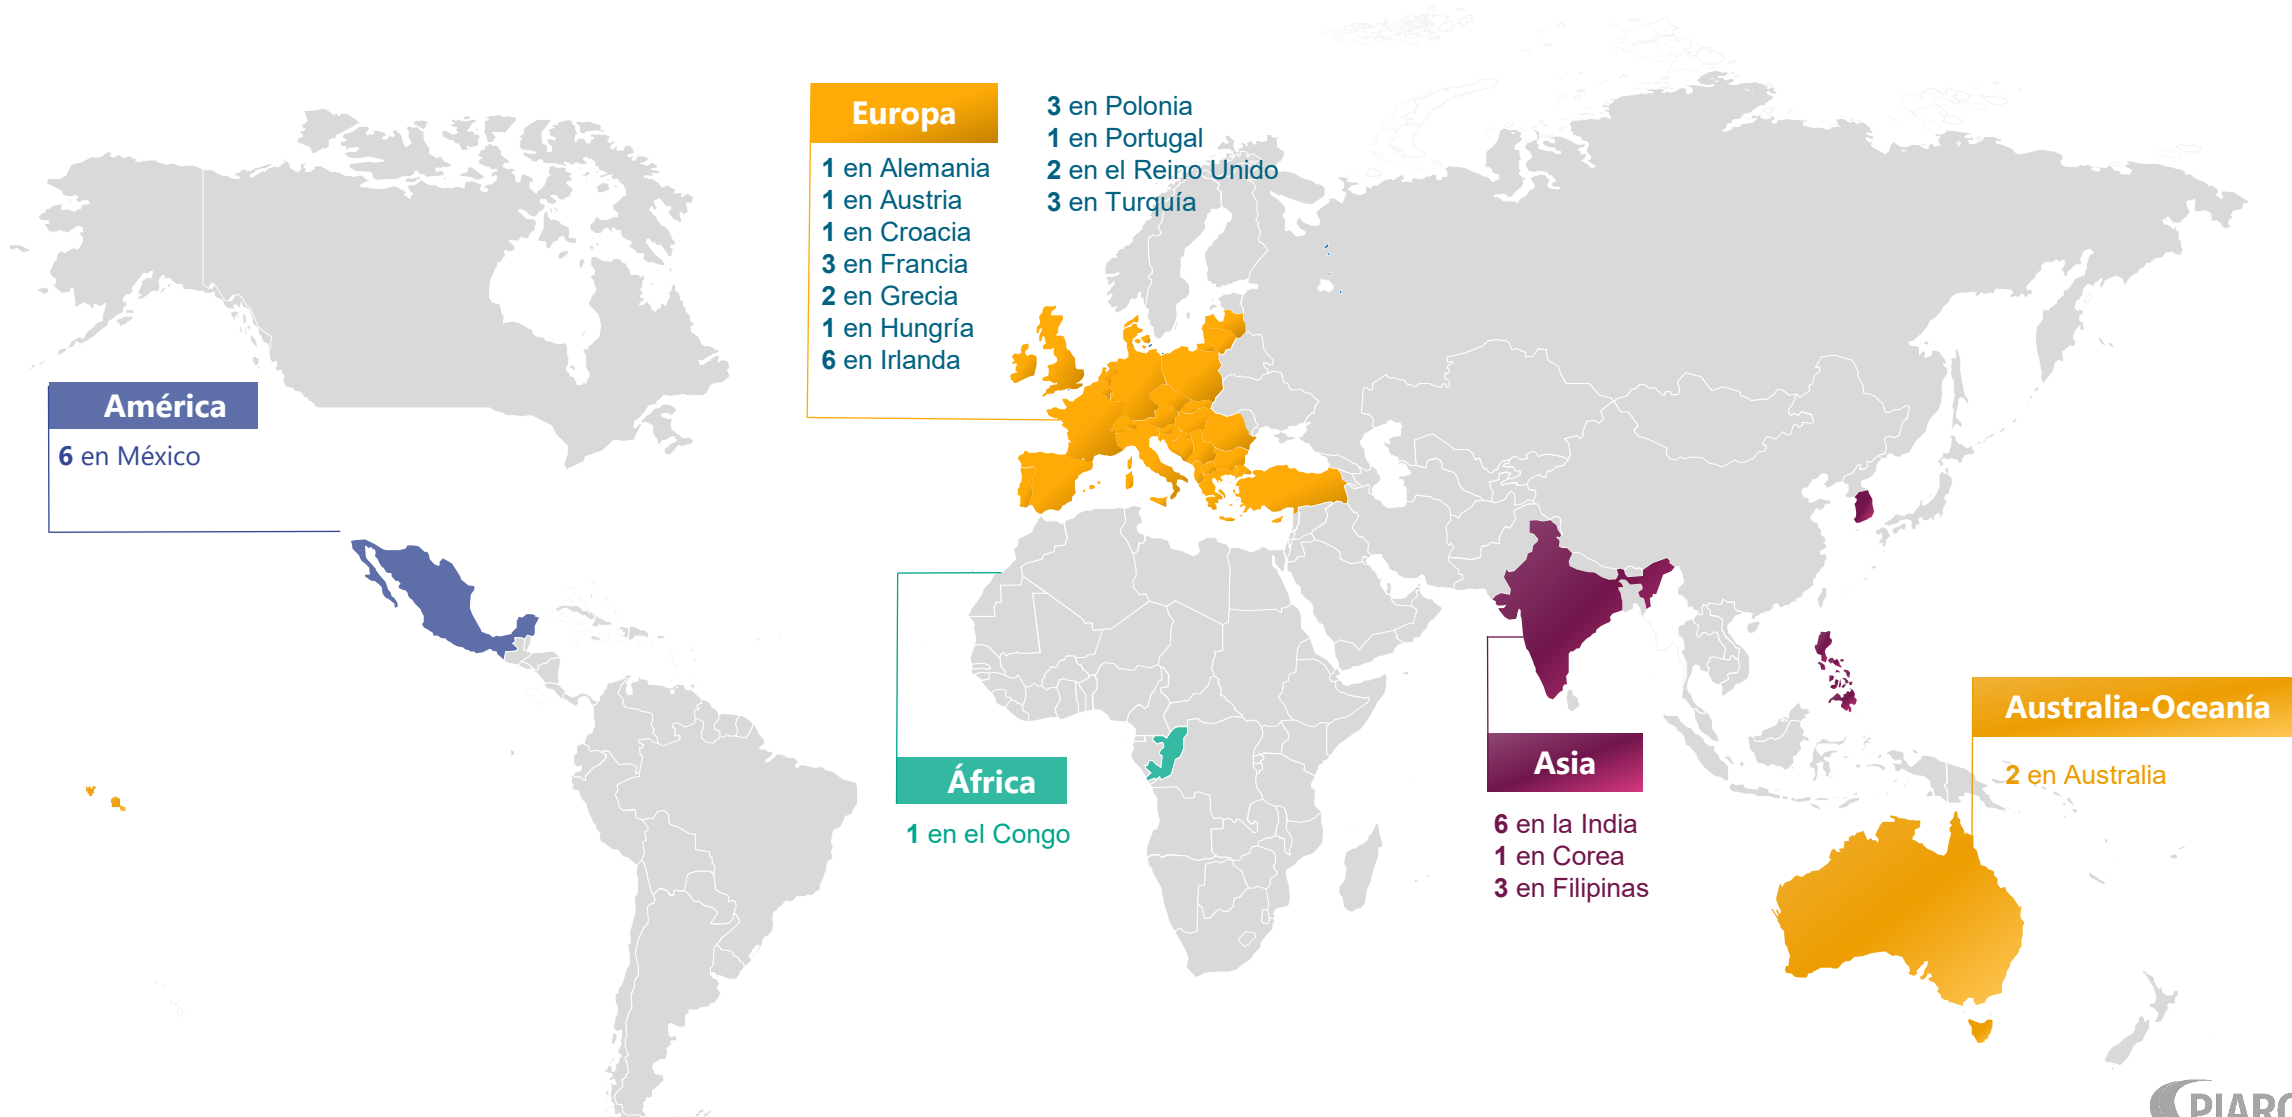 Europa
1 en Alemania
1 en Austria
1 en Croacia
3 en Francia
2 en Grecia
1 en Hungría
6 en Irlanda
3 en Polonia
1 en Portugal
2 en el Reino Unido
3 en Turquía
América
6 en México
África
1 en el Congo
Asia
6 en la India
1 en Corea
3 en Filipinas
Australia-Oceanía
2 en Australia
PIARC